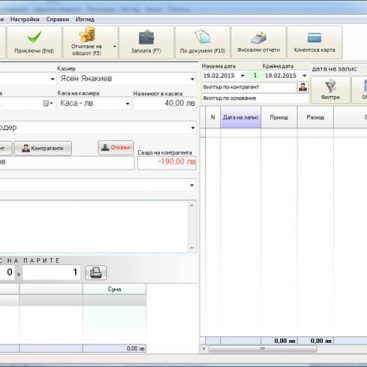 Настройки Справки Изглед
Приключи (End)
Отчитане на оборот (F3)
Заплата (F7)
По документ (F10)
Фискални отчети
Клиентска карта
Касиер
Ясен Янакиев
Каса на касиера
Наличност в касата
Каса - лв
40,00 лв
одер
Контрагенти
Откажи
Салдо на контрагента
-190,00 лв
С НА ПАРИТЕ
0 x 1
Сума
0,00 лв
Начална дата
Крайна дата
дата на запис
19.02.2015
1
19.02.2015
Филтър по контрагент
Филтър по основание
Филтри
N
Дата на запис
Приход
Разход
0,00 лв
0,00 лв